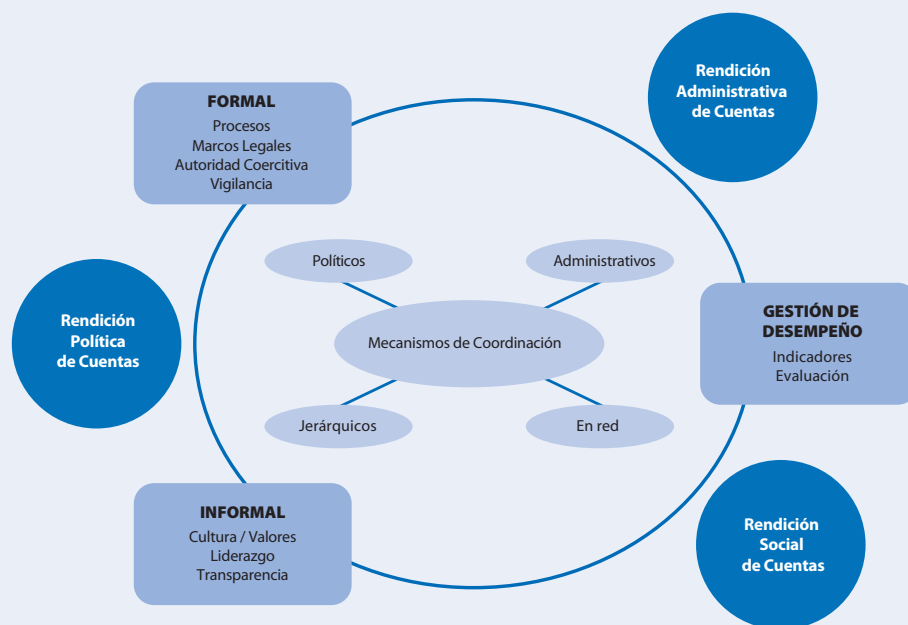 Rendición
Administrativa
de Cuentas
FORMAL
Procesos
Marcos Legales
Autoridad Coercitiva
Vigilancia
Políticos
Administrativos
Rendición
Política
de Cuentas
Mecanismos de Coordinación
GESTIÓN DE
DESEMPEÑO
Indicadores
Evaluación
Jerárquicos
En red
INFORMAL
Cultura / Valores
Liderazgo
Transparencia
Rendición
Social
de Cuentas